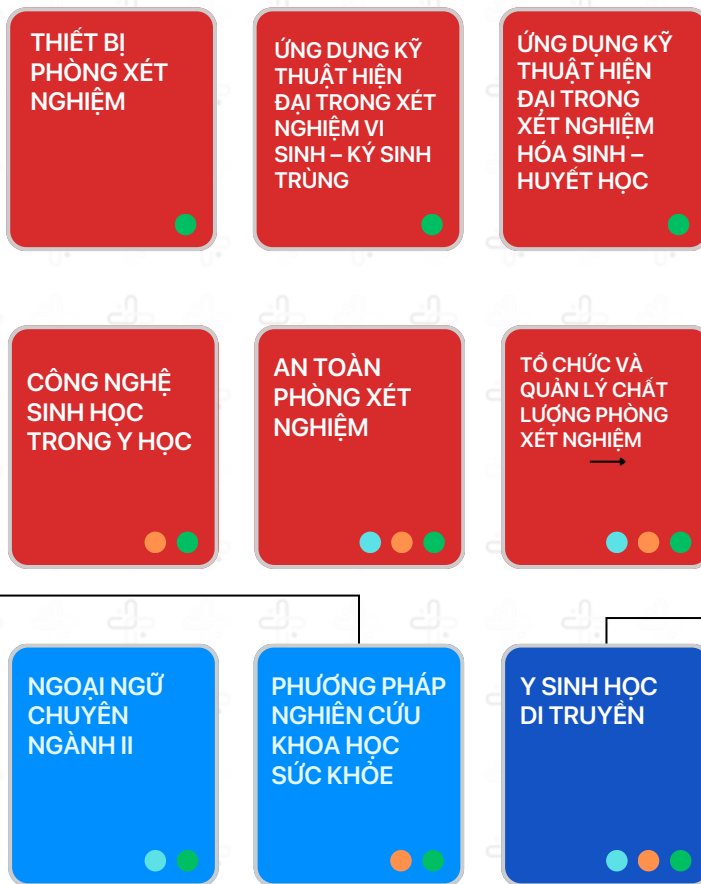 THIẾT BỊ
PHÒNG XÉT
NGHIỆM
ỨNG DỤNG KỸ
THUẬT HIỆN
ĐẠI TRONG XÉT
NGHIỆM VI
SINH – KÝ SINH
TRÙNG
ỨNG DỤNG KỸ
THUẬT HIỆN
ĐẠI TRONG
XÉT NGHIỆM
HÓA SINH –
HUYẾT HỌC
CÔNG NGHỆ
SINH HỌC
TRONG Y HỌC
AN TOÀN
PHÒNG XÉT
NGHIỆM
TỔ CHỨC VÀ
QUẢN LÝ CHẤT
LƯỢNG PHÒNG
XÉT NGHIỆM
NGOẠI NGỮ
CHUYÊN
NGÀNH II
PHƯƠNG PHÁP
NGHIÊN CỨU
KHOA HỌC
SỨC KHỎE
Y SINH HỌC
DI TRUYỀN